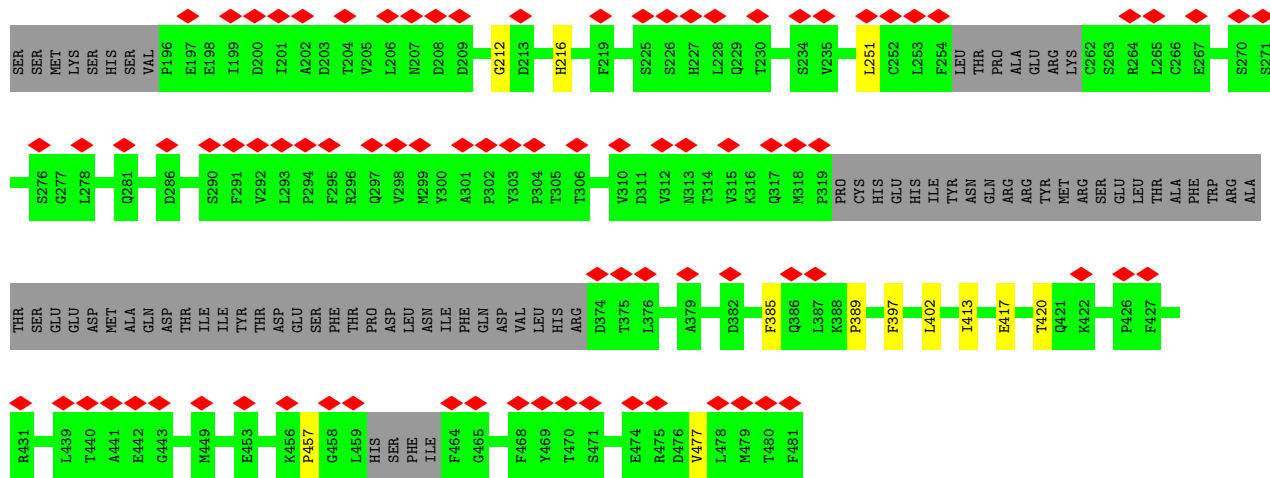 SER SER MET LYS SER HIS SER VAL P196 E197 E198 I199 D200 I201 A202 D203 T204 V205 L206 N207 D208 D209 G212 D213 H216 F219 S225 S226 H227 L228 Q229 T230 S234 V235 L251 C252 L253 F254 LEU THR PRO ALA GLU ARG LYS C262 S263 R264 L265 C266 E267 S270 S271
S276 G277 L278 Q281 D286 S290 F291 V292 L293 P294 F295 R296 Q297 V298 M299 Y300 A301 P302 Y303 P304 T305 T306 V310 D311 V312 N313 T314 V315 K316 Q317 M318 P319 PRO CYS HIS GLU HIS ILE TYR ASN GLN ARG ARG TYR MET ARG SER GLU LEU THR ALA PHE TRP ARG ALA
THR SER GLU GLU ASP MET ALA GLN ASP THR ILE ILE TYR THR ASP GLU SER PHE THR PRO ASP LEU ASN ILE PHE GLN ASP VAL LEU HIS ARG D374 T375 L376 A379 D382 F385 Q386 L387 K388 P389 F397 L402 I413 E417 T420 Q421 K422 P426 F427
R431 L439 T440 A441 E442 G443 M449 E453 K456 P457 G458 L459 HIS SER PHE ILE F464 G465 F468 Y469 T470 S471 E474 R475 D476 V477 L478 M479 T480 F481